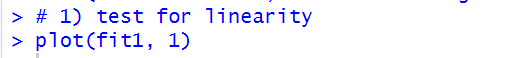 > # 1) test for linearity
> plot(fit1, 1)